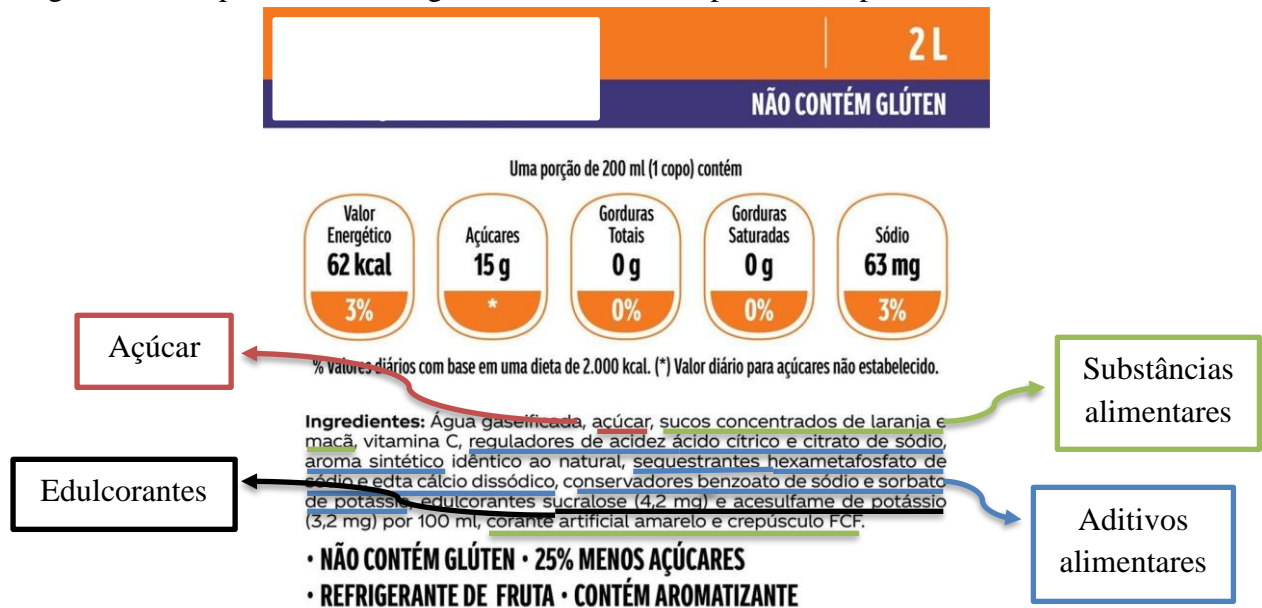 2 L
NÃO CONTÉM GLÚTEN
Uma porção de 200 ml (1 copo) contém
Valor Energético 62 kcal 3%
Açúcares 15 g *
Gorduras Totais 0 g 0%
Gorduras Saturadas 0 g 0%
Sódio 63 mg 3%
% Valores diários com base em uma dieta de 2.000 kcal. (*) Valor diário para açúcares não estabelecido.
Açúcar
Substâncias alimentares
Ingredientes: Água gaseificada, açúcar, sucos concentrados de laranja e
maçã, vitamina C, reguladores de acidez ácido cítrico e citrato de sódio,
aroma sintético idêntico ao natural, sequestrantes hexametafosfato de
sódio e edta cálcio dissódico, conservadores benzoato de sódio e sorbato
de potássio, edulcorantes sucralose (4,2 mg) e acesulfame de potássio
(3,2 mg) por 100 ml, corante artificial amarelo e crepúsculo FCF.
Edulcorantes
Aditivos alimentares
· NÃO CONTÉM GLÚTEN · 25% MENOS AÇÚCARES
· REFRIGERANTE DE FRUTA · CONTÉM AROMATIZANTE